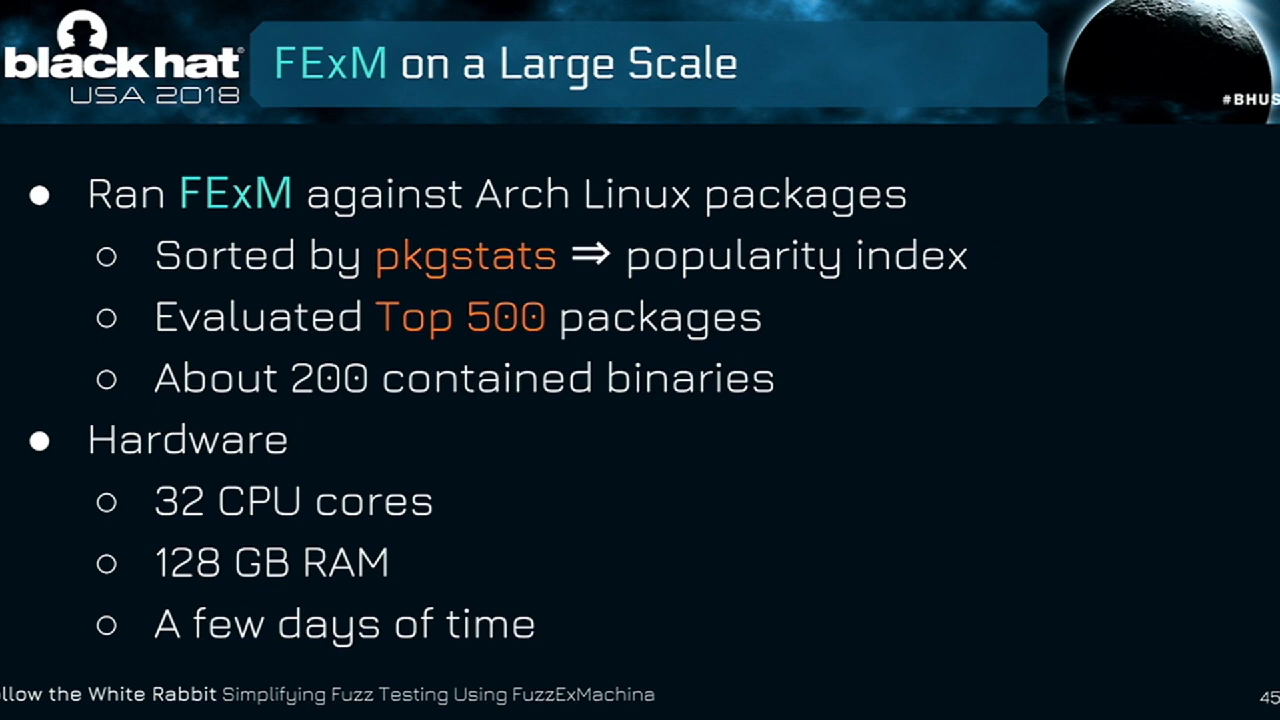 black hat
USA 2018
FExM on a Large Scale
#BHUS
● Ran FExM against Arch Linux packages
○ Sorted by pkgstats ⇒ popularity index
○ Evaluated Top 500 packages
○ About 200 contained binaries
● Hardware
○ 32 CPU cores
○ 128 GB RAM
○ A few days of time
llow the White Rabbit Simplifying Fuzz Testing Using FuzzExMachina
45